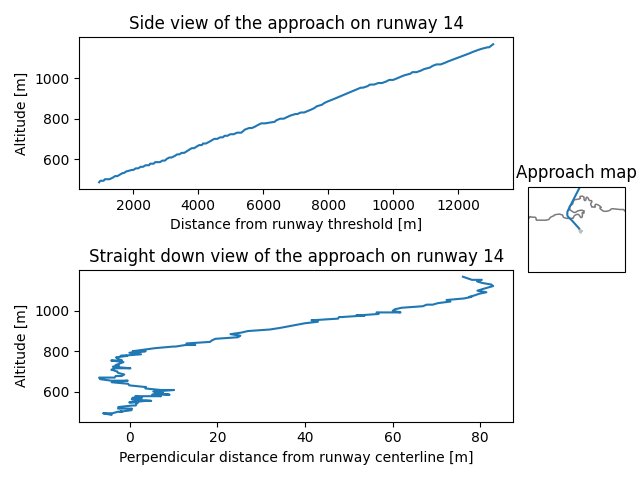 Side view of the approach on runway 14
Altitude [m]
1000
800
600
2000 4000 6000 8000 10000 12000
Distance from runway threshold [m]
Approach map
Straight down view of the approach on runway 14
Altitude [m]
1000
800
600
0 20 40 60 80
Perpendicular distance from runway centerline [m]